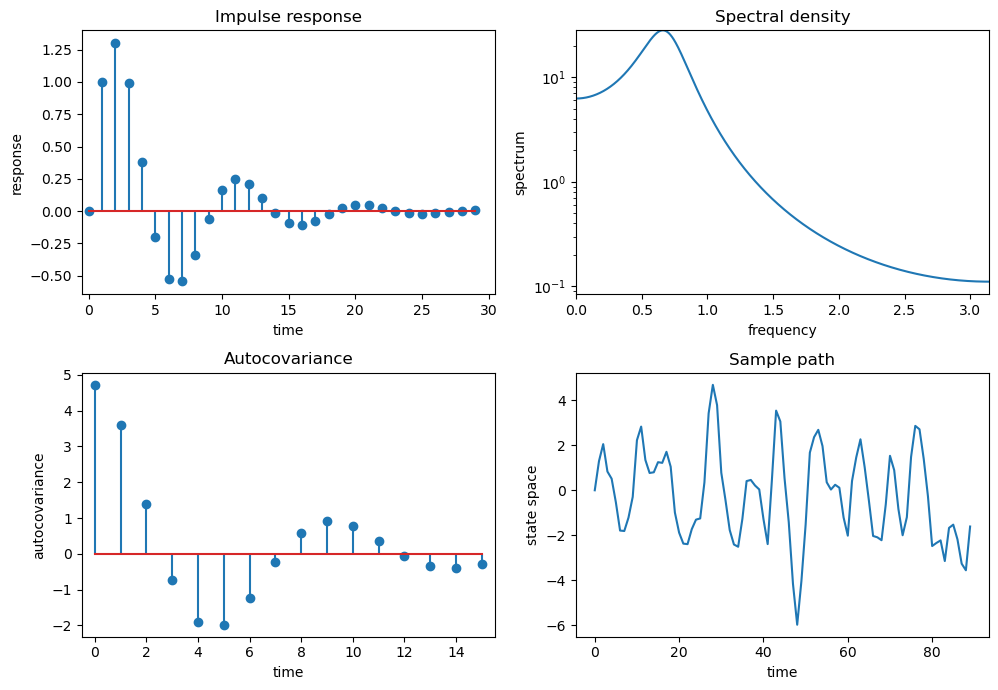 Impulse response
response
1.25
1.00
0.75
0.50
0.25
0.00
−0.25
−0.50
0 5 10 15 20 25 30
time
Spectral density
spectrum
10¹
10⁰
10⁻¹
0.0 0.5 1.0 1.5 2.0 2.5 3.0
frequency
Autocovariance
autocovariance
5
4
3
2
1
0
−1
−2
0 2 4 6 8 10 12 14
time
Sample path
state space
4
2
0
−2
−4
−6
0 20 40 60 80
time